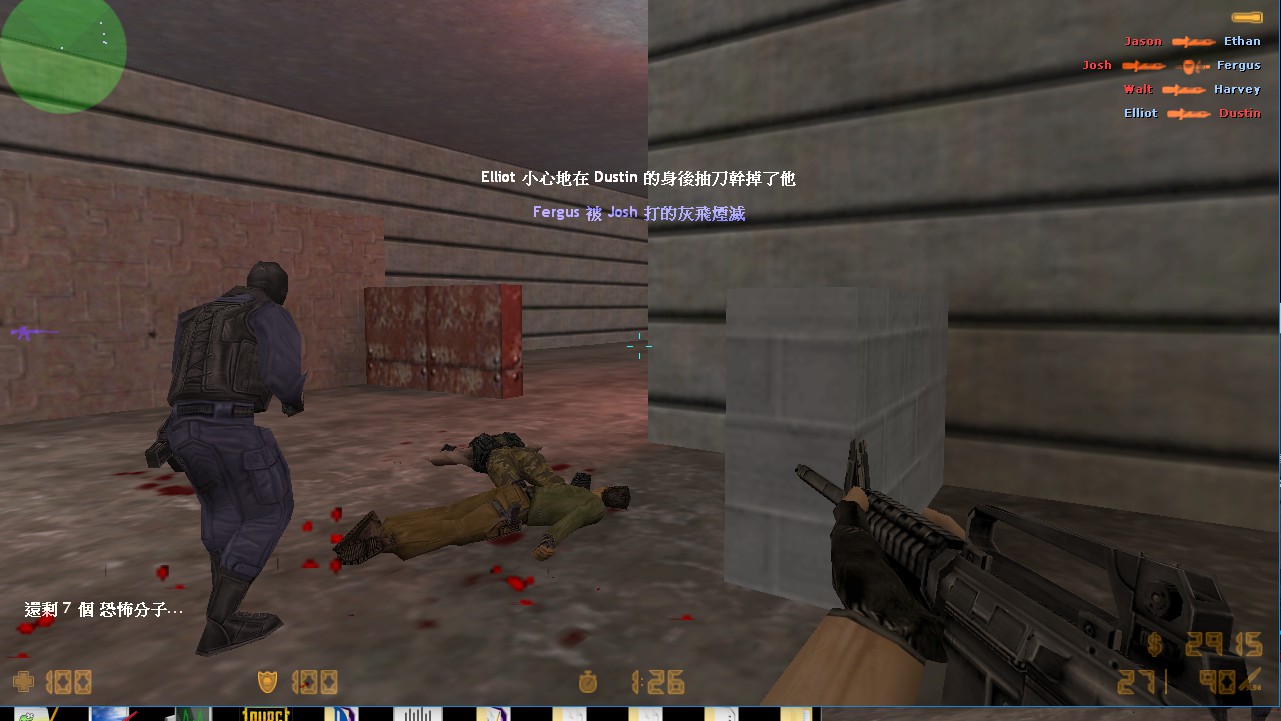 Jason Ethan
Josh Fergus
Walt Harvey
Elliot Dustin
Elliot 小心地在 Dustin 的身後抽刀幹掉了他
Fergus 被 Josh 打的灰飛煙滅
還剩 7 個 恐怖分子...
$ 2915
100
100
1:26
27| 90